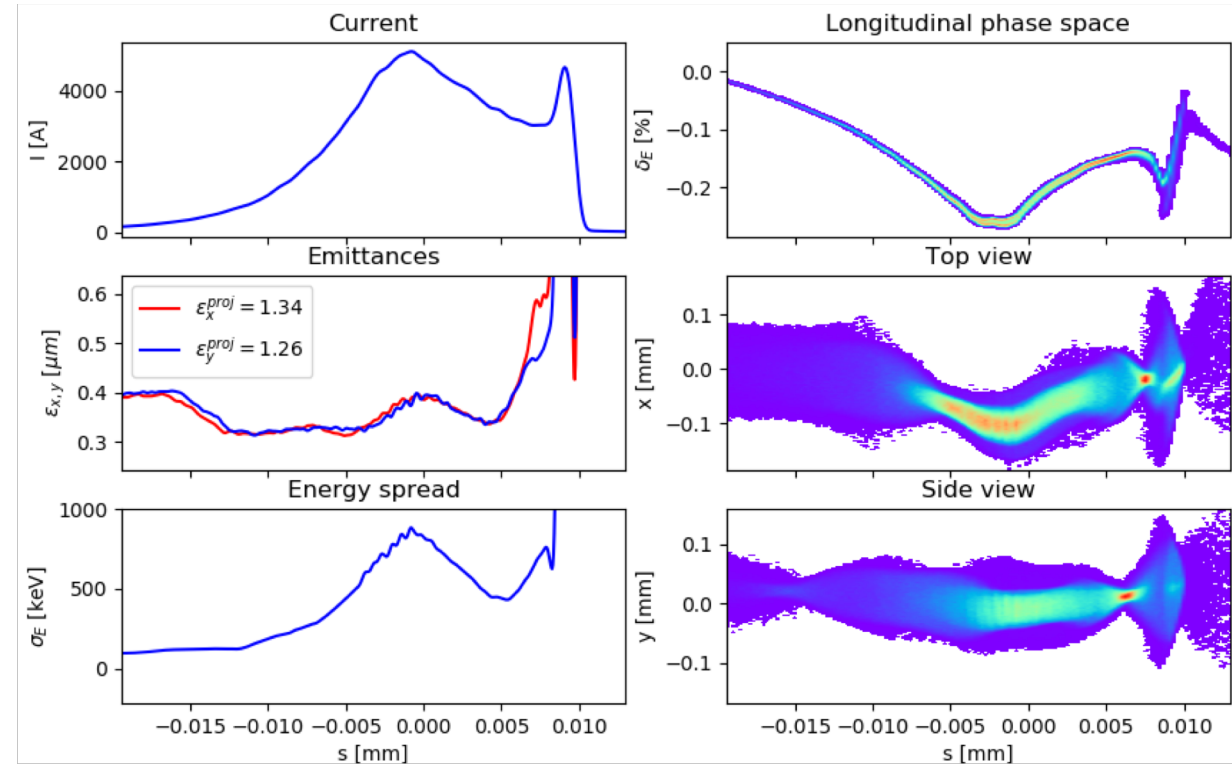 Current
I [A]
4000
2000
0
Longitudinal phase space
δ_E [%]
0.0
−0.1
−0.2
Emittances
ε_{x,y} [μm]
0.6
0.5
0.4
0.3
ε_x^{proj} = 1.34
ε_y^{proj} = 1.26
Top view
x [mm]
0.1
0.0
−0.1
Energy spread
σ_E [keV]
1000
500
0
−0.015 −0.010 −0.005 0.000 0.005 0.010
s [mm]
Side view
y [mm]
0.1
0.0
−0.1
−0.015 −0.010 −0.005 0.000 0.005 0.010
s [mm]